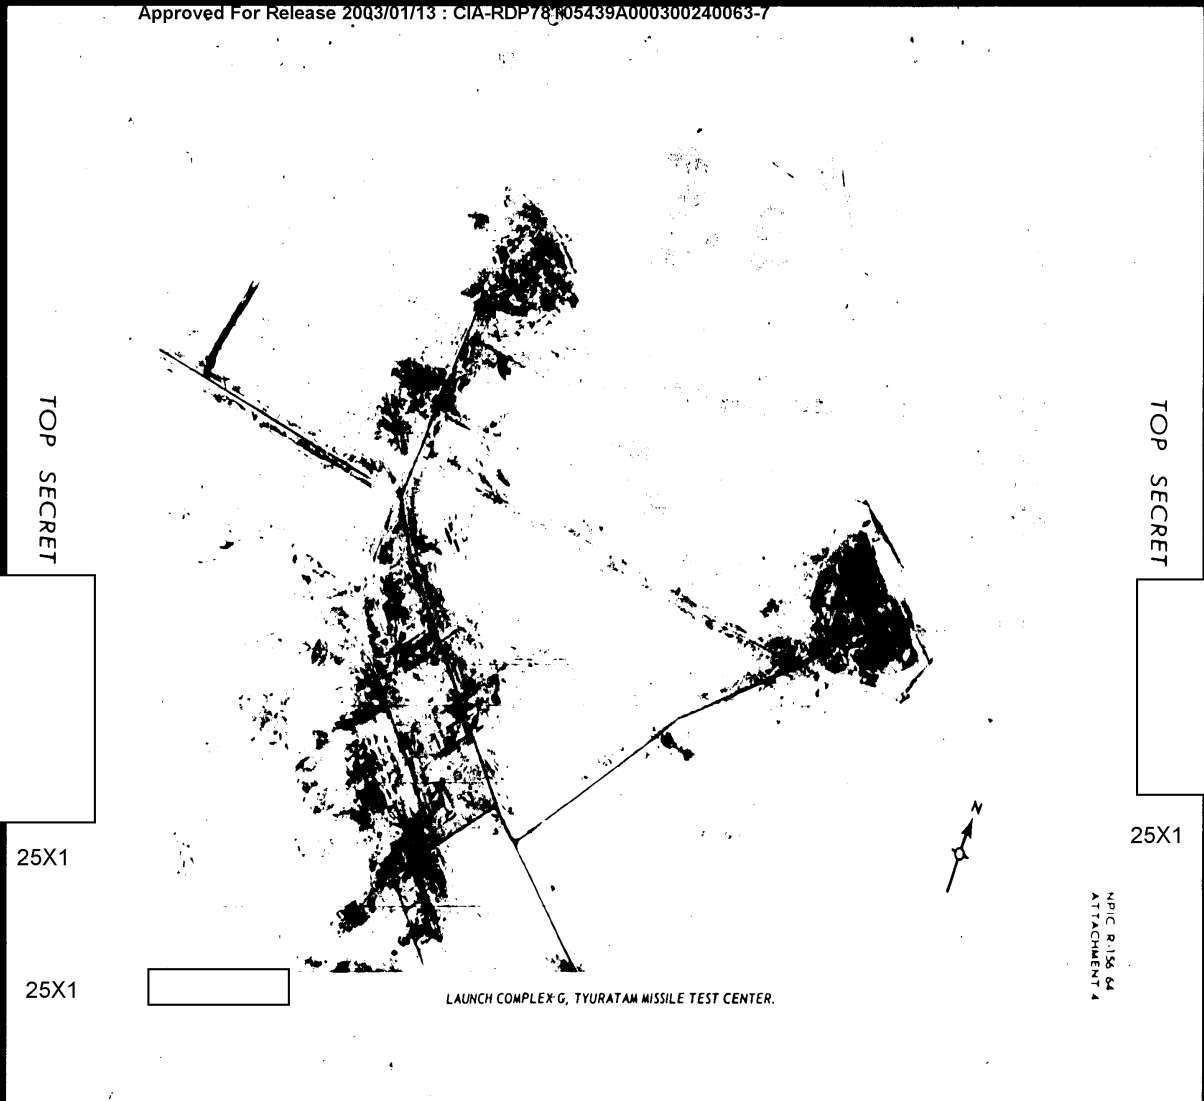 Approved For Release 2003/01/13 : CIA-RDP78T05439A000300240063-7
TOP SECRET
TOP SECRET
25X1
25X1
N
NPIC R-156 64
ATTACHMENT 4
25X1
LAUNCH COMPLEX G, TYURATAM MISSILE TEST CENTER.